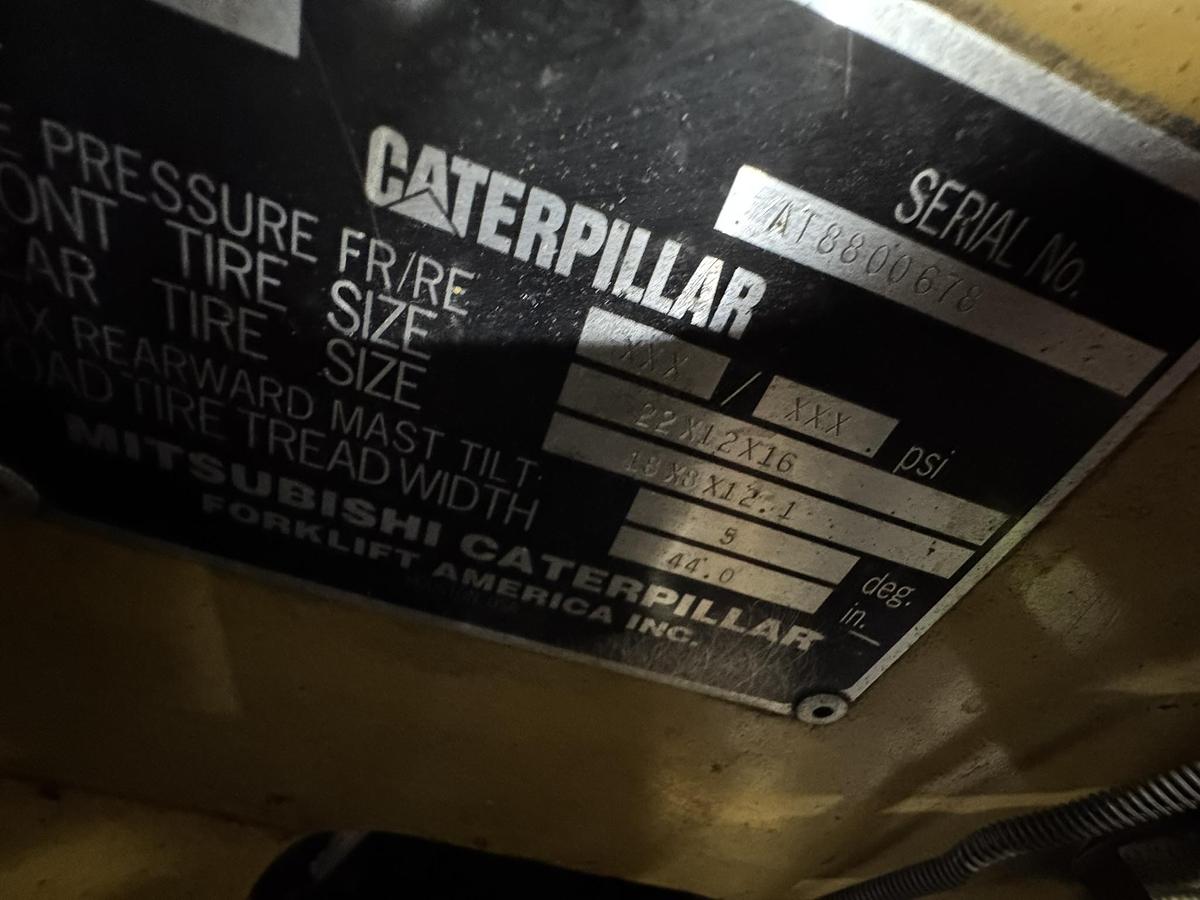 CATERPILLAR
SERIAL No.
AT8800678
E PRESSURE FR/RE XXX / XXX psi
ONT TIRE SIZE 22X12X16
EAR TIRE SIZE 18X8X12.1
AX REARWARD MAST TILT. 5 deg.
OAD TIRE TREAD WIDTH 44.0 in.
MITSUBISHI CATERPILLAR
FORKLIFT AMERICA INC.